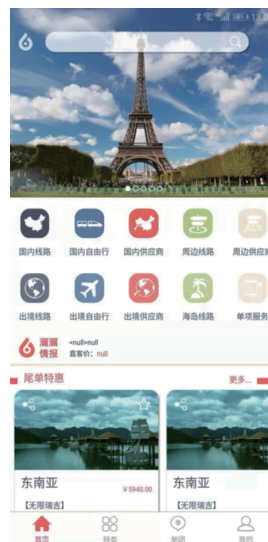 国内线路 国内自由行 国内供应商 周边线路 周边供应商
出境线路 出境自由行 出境供应商 海岛线路 单项服务
溜溜 <null>null
情报 直客价：null
尾单特惠 更多...
东南亚 ¥5940.00
【无限瑞吉】
东南亚
【无限瑞吉】
首页 特卖 单团 我的